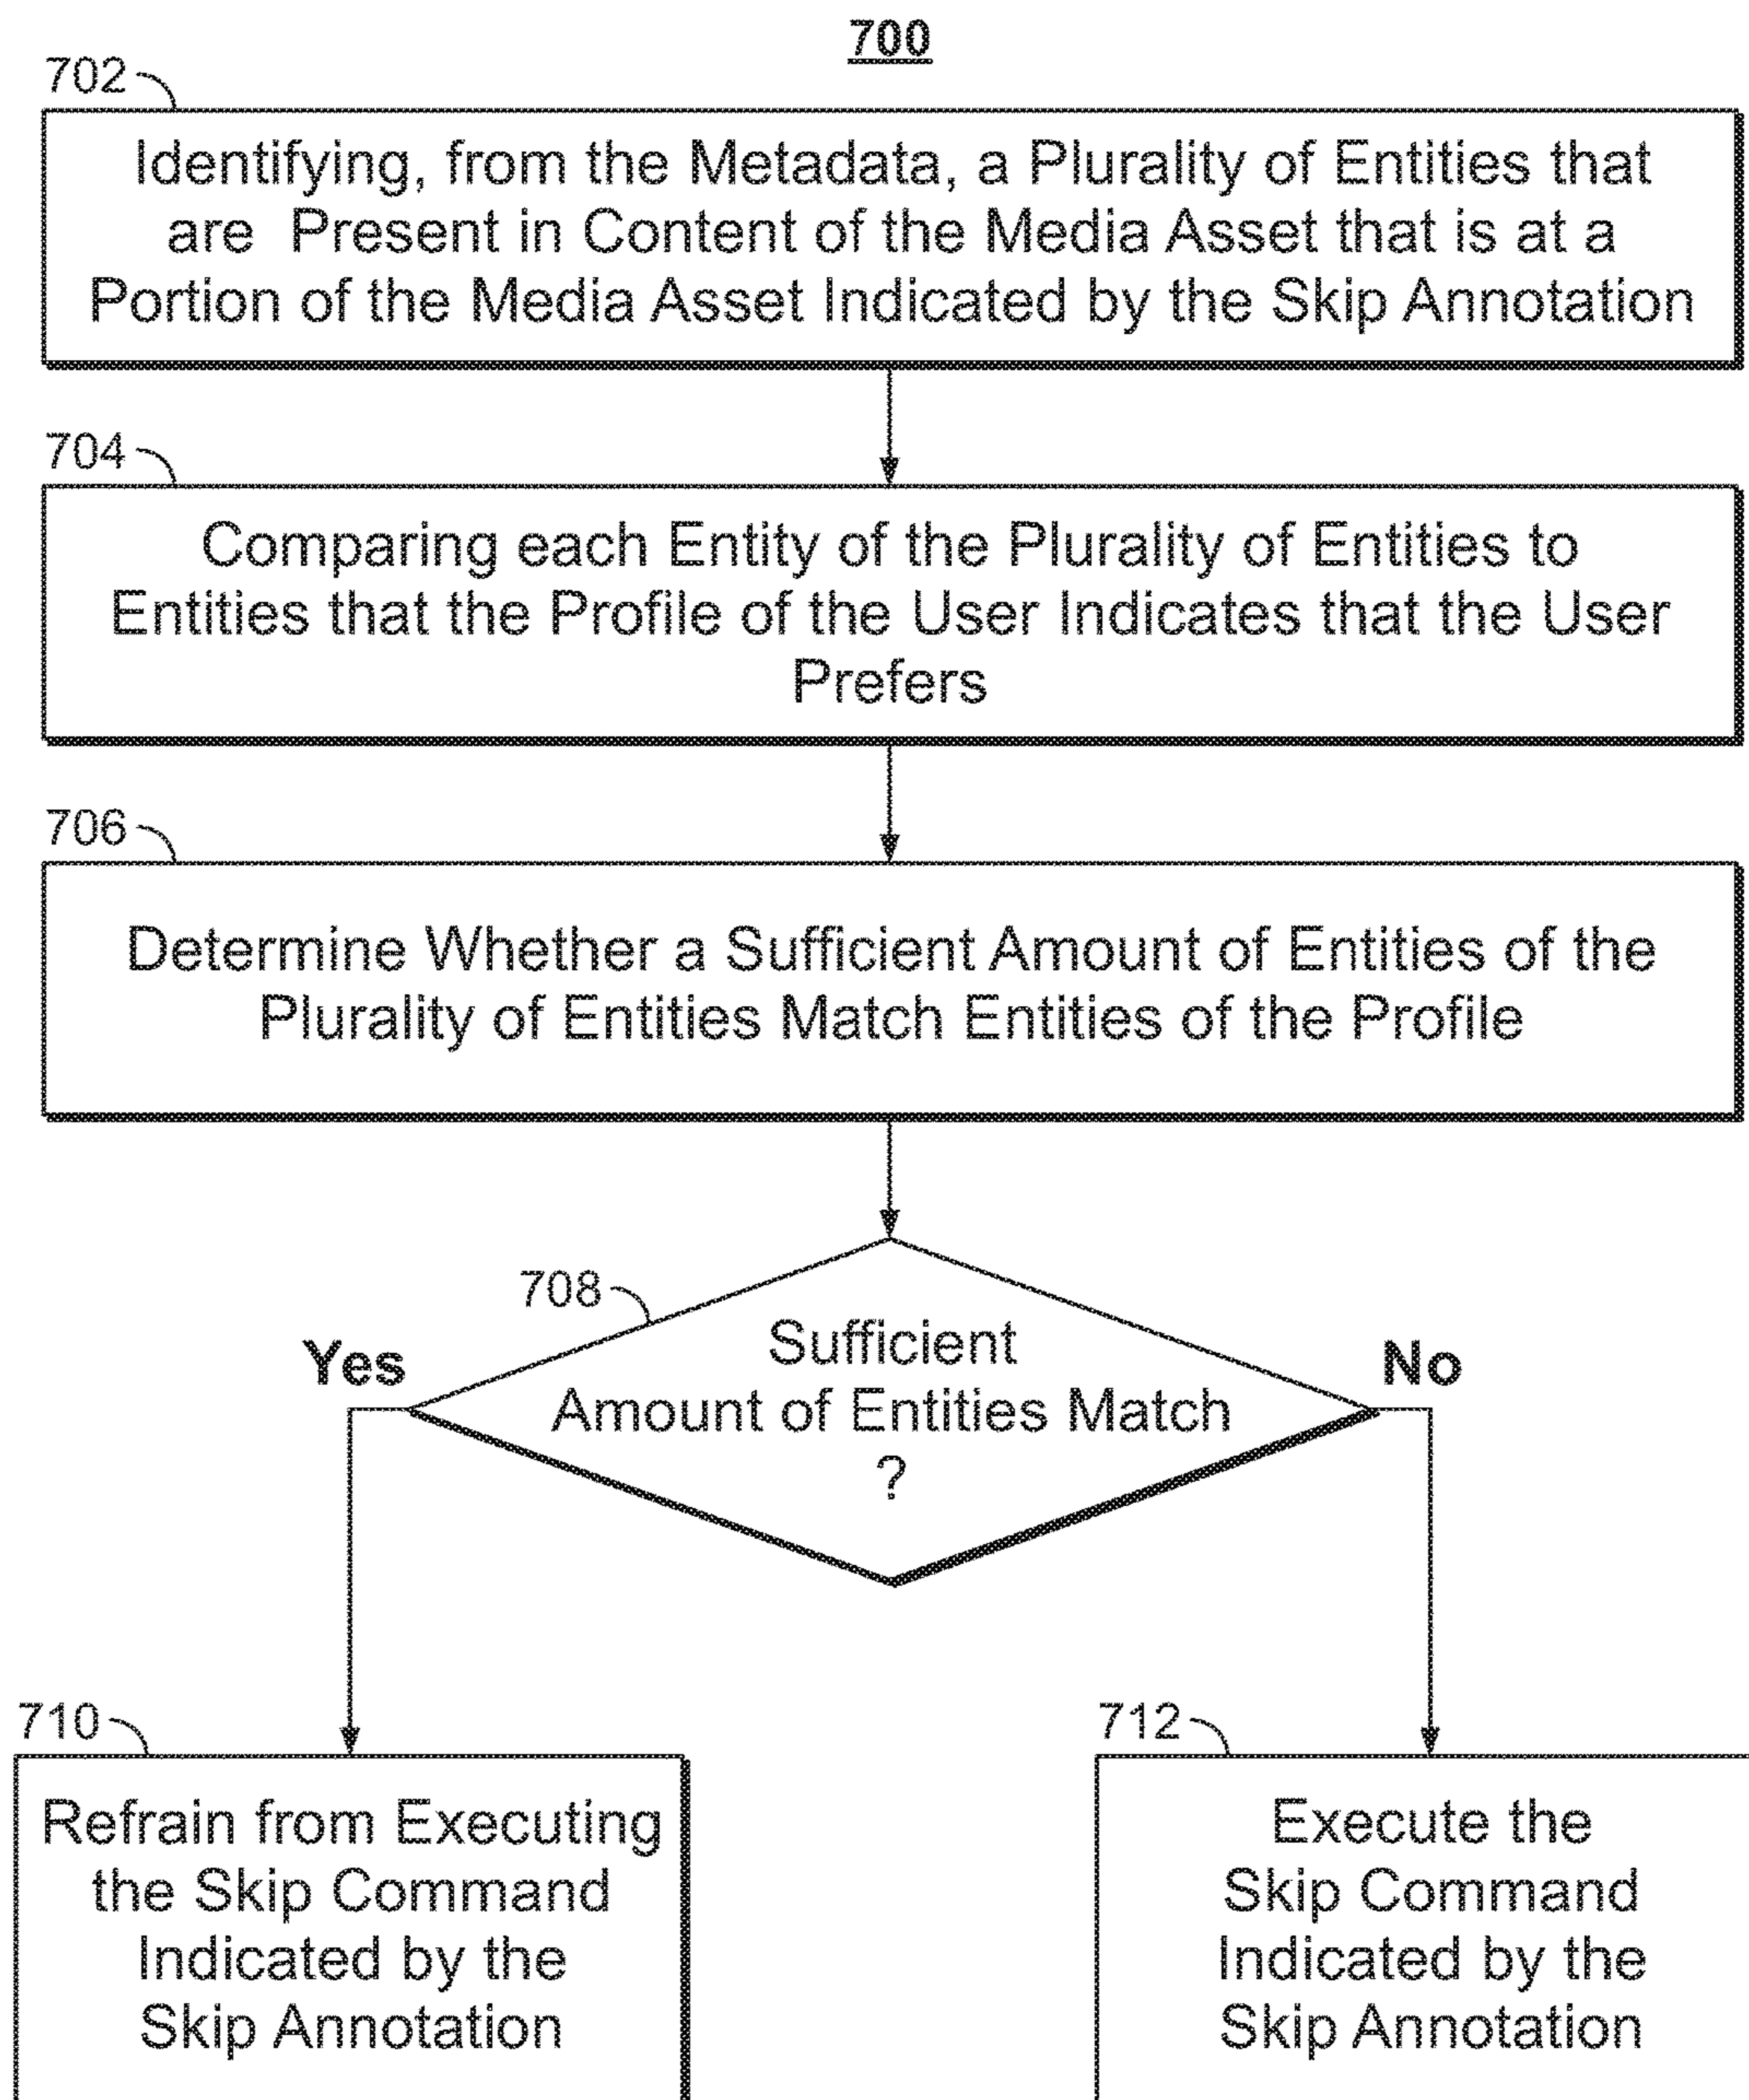 700
702
Identifying, from the Metadata, a Plurality of Entities that
are Present in Content of the Media Asset that is at a
Portion of the Media Asset Indicated by the Skip Annotation
704
Comparing each Entity of the Plurality of Entities to
Entities that the Profile of the User Indicates that the User
Prefers
706
Determine Whether a Sufficient Amount of Entities of the
Plurality of Entities Match Entities of the Profile
708
Sufficient
Amount of Entities Match
?
Yes
No
710
Refrain from Executing
the Skip Command
Indicated by the
Skip Annotation
712
Execute the
Skip Command
Indicated by the
Skip Annotation